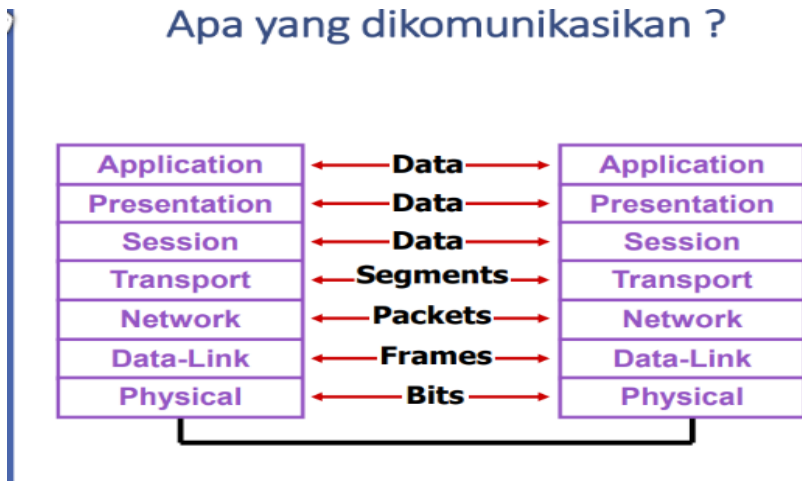 Apa yang dikomunikasikan ?
Application Data Application
Presentation Data Presentation
Session Data Session
Transport Segments Transport
Network Packets Network
Data-Link Frames Data-Link
Physical Bits Physical